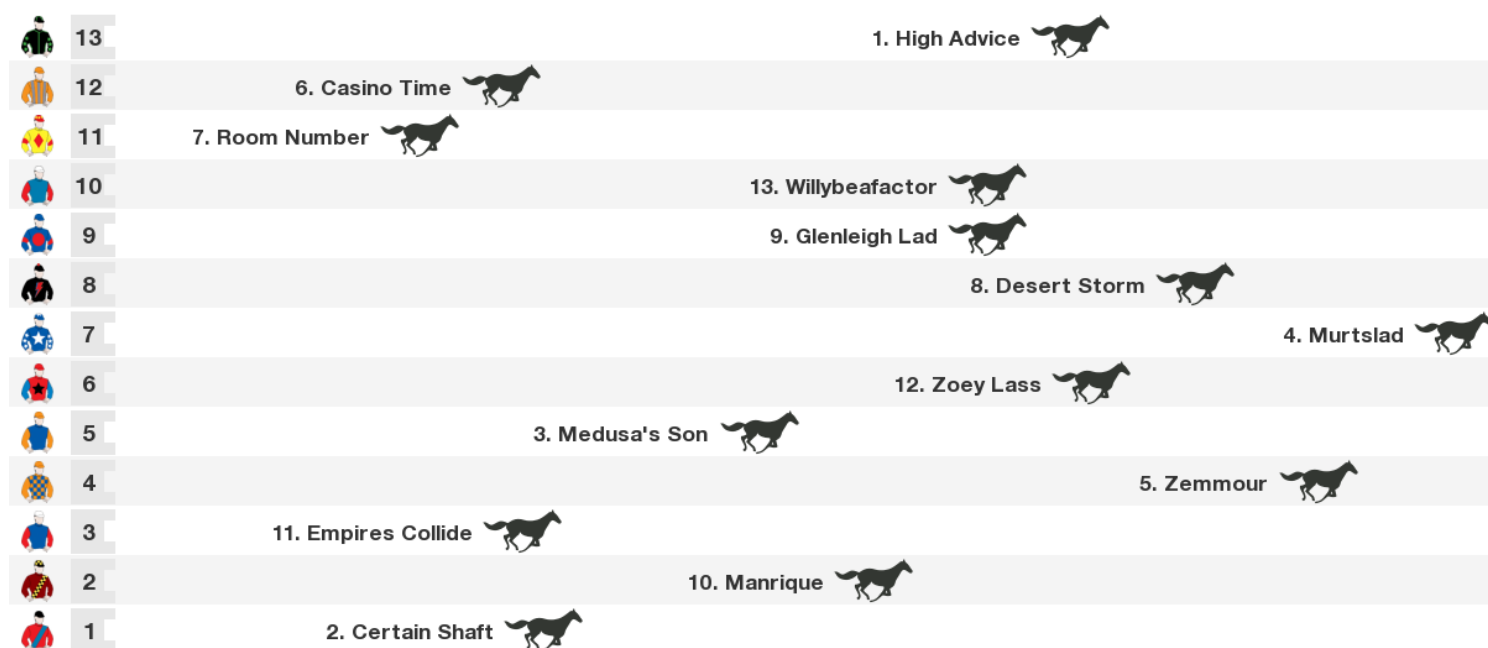 13 1. High Advice
12 6. Casino Time
11 7. Room Number
10 13. Willybeafactor
9 9. Glenleigh Lad
8 8. Desert Storm
7 4. Murtslad
6 12. Zoey Lass
5 3. Medusa's Son
4 5. Zemmour
3 11. Empires Collide
2 10. Manrique
1 2. Certain Shaft